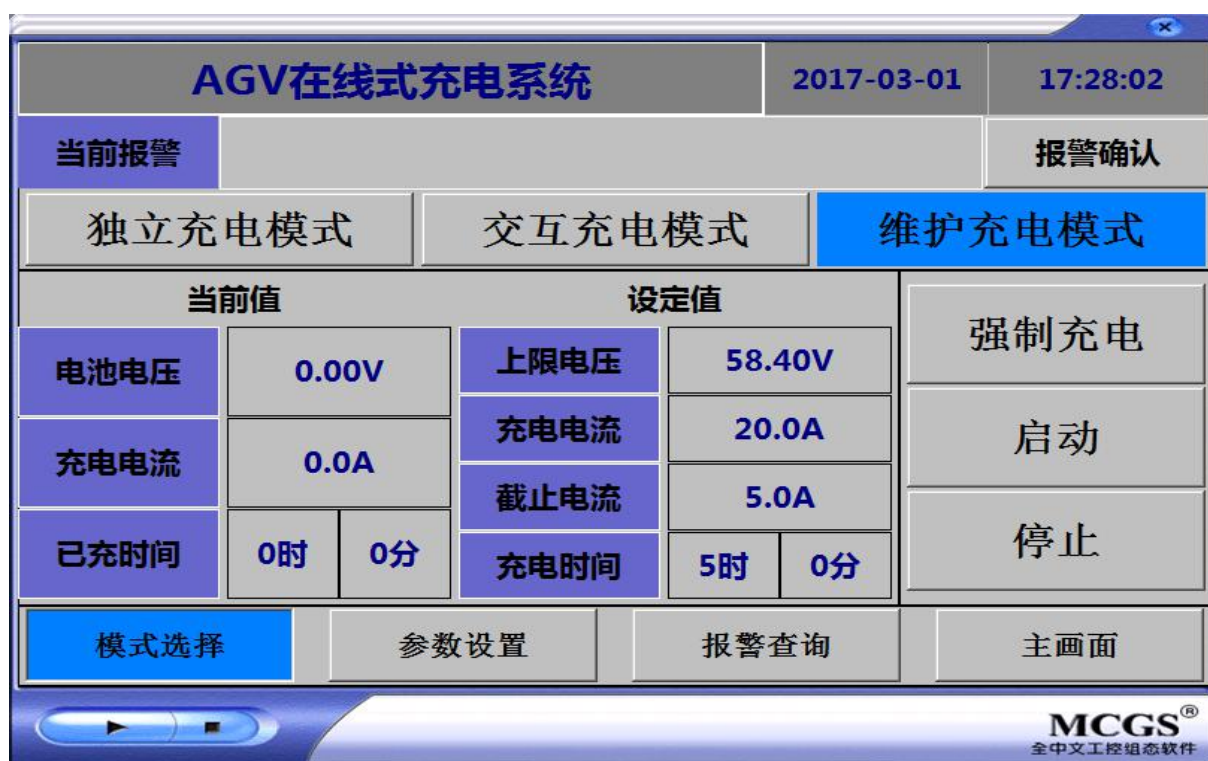 AGV在线式充电系统 2017-03-01 17:28:02
当前报警 报警确认
独立充电模式 交互充电模式 维护充电模式
当前值 设定值
电池电压 0.00V 上限电压 58.40V 强制充电
充电电流 0.0A 充电电流 20.0A 启动
截止电流 5.0A
已充时间 0时 0分 充电时间 5时 0分 停止
模式选择 参数设置 报警查询 主画面
MCGS®
全中文工控组态软件